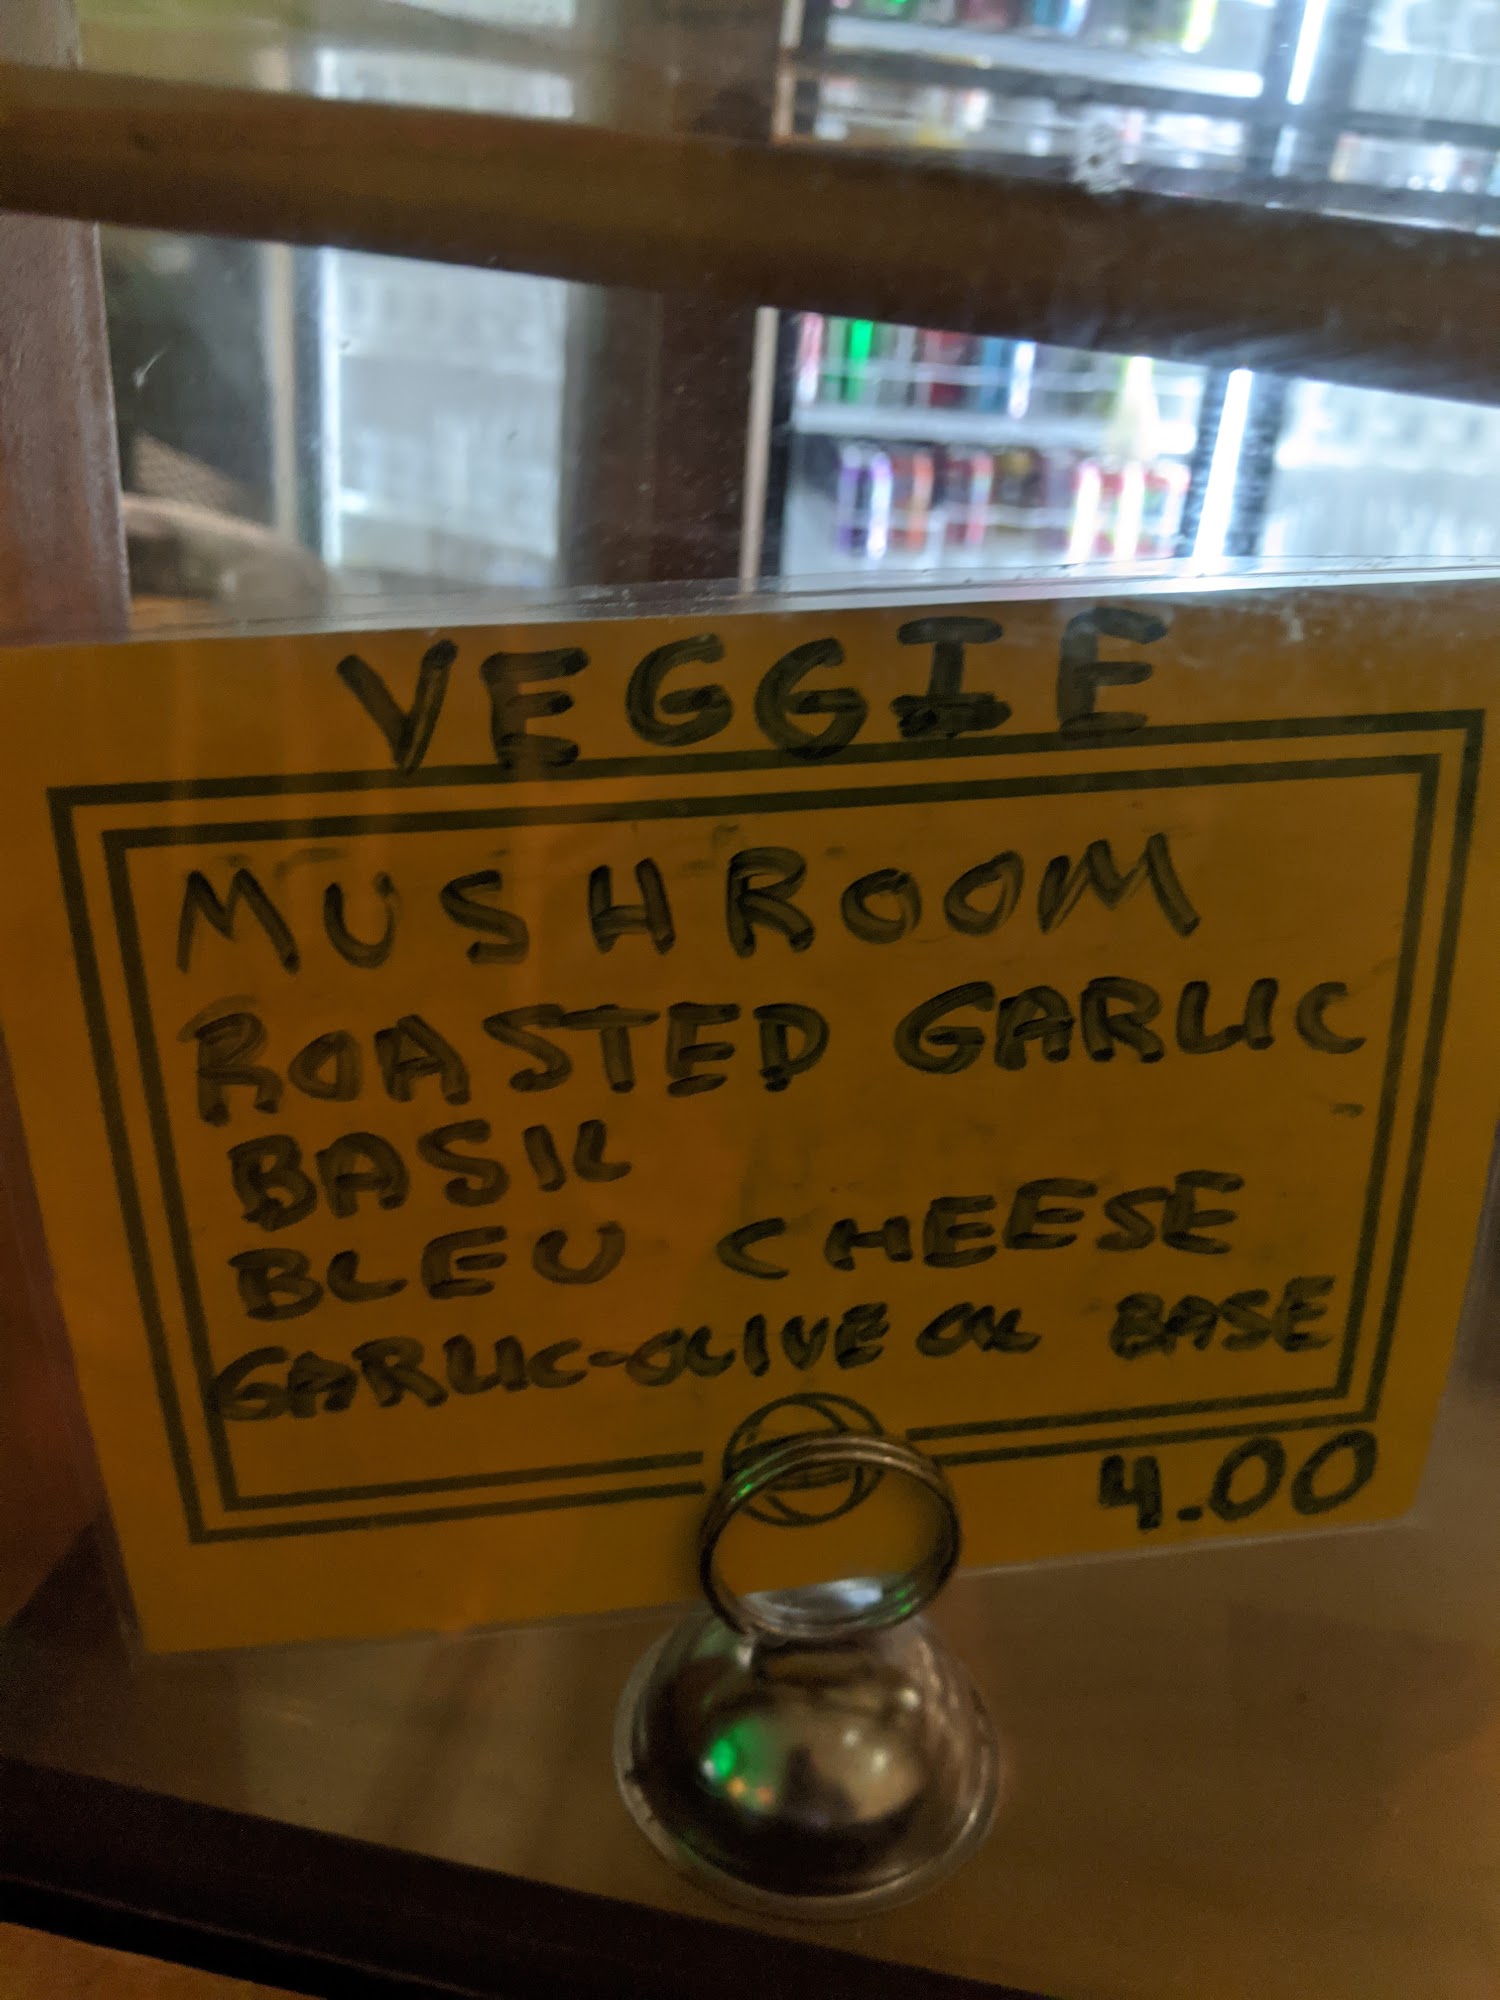 VEGGIE
MUSHROOM
ROASTED GARLIC
BASIL
BLEU CHEESE
GARLIC-OLIVE OIL BASE
4.00